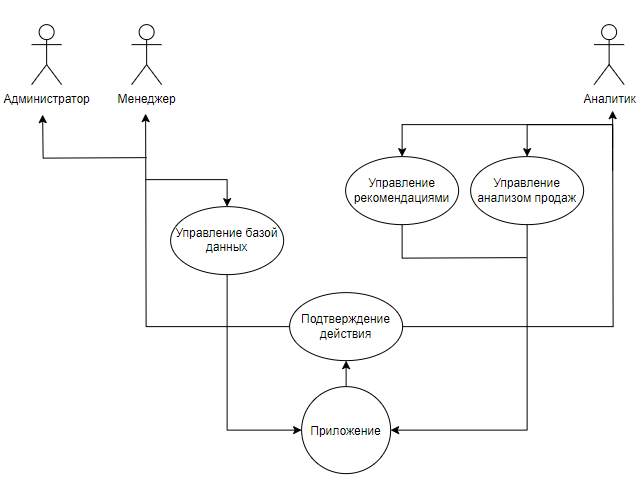 Администратор
Менеджер
Аналитик
Управление
рекомендациями
Управление
анализом продаж
Управление базой
данных
Подтверждение
действия
Приложение